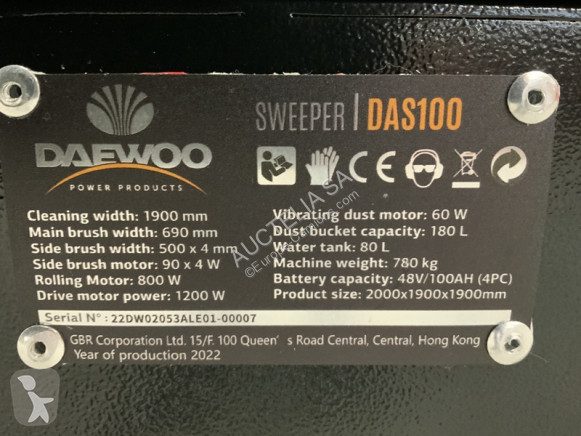 SWEEPER | DAS100
DAEWOO
POWER PRODUCTS
CE
Cleaning width: 1900 mm
Main brush width: 690 mm
Side brush width: 500 x 4 mm
Side brush motor: 90 x 4 W
Rolling Motor: 800 W
Drive motor power: 1200 W
Vibrating dust motor: 60 W
Dust bucket capacity: 180 L
Water tank: 80 L
Machine weight: 780 kg
Battery capacity: 48V/100AH (4PC)
Product size: 2000x1900x1900mm
Serial N°: 22DW02053ALE01-00007
GBR Corporation Ltd. 15/F. 100 Queen' s Road Central, Central, Hong Kong
Year of production 2022
AUCTRALIA SA